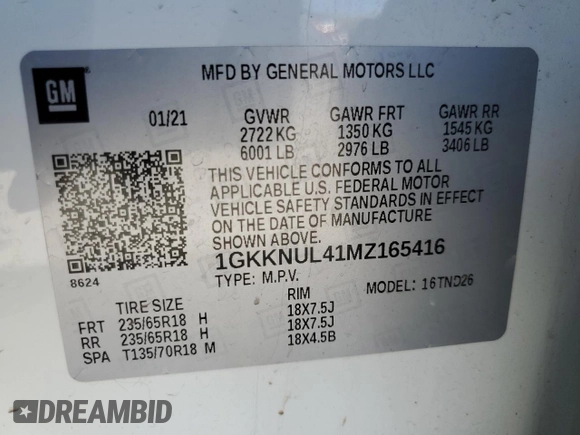 GM
MFD BY GENERAL MOTORS LLC
01/21 GVWR GAWR FRT GAWR RR
2722 KG 1350 KG 1545 KG
6001 LB 2976 LB 3406 LB
THIS VEHICLE CONFORMS TO ALL
APPLICABLE U.S. FEDERAL MOTOR
VEHICLE SAFETY STANDARDS IN EFFECT
ON THE DATE OF MANUFACTURE
SHOWN ABOVE.
1GKKNUL41MZ165416
8624
TYPE: M.P.V. MODEL: 16TND26
TIRE SIZE RIM
FRT 235/65R18 H 18X7.5J
RR 235/65R18 H 18X7.5J
SPA T135/70R18 M 18X4.5B
DREAMBID